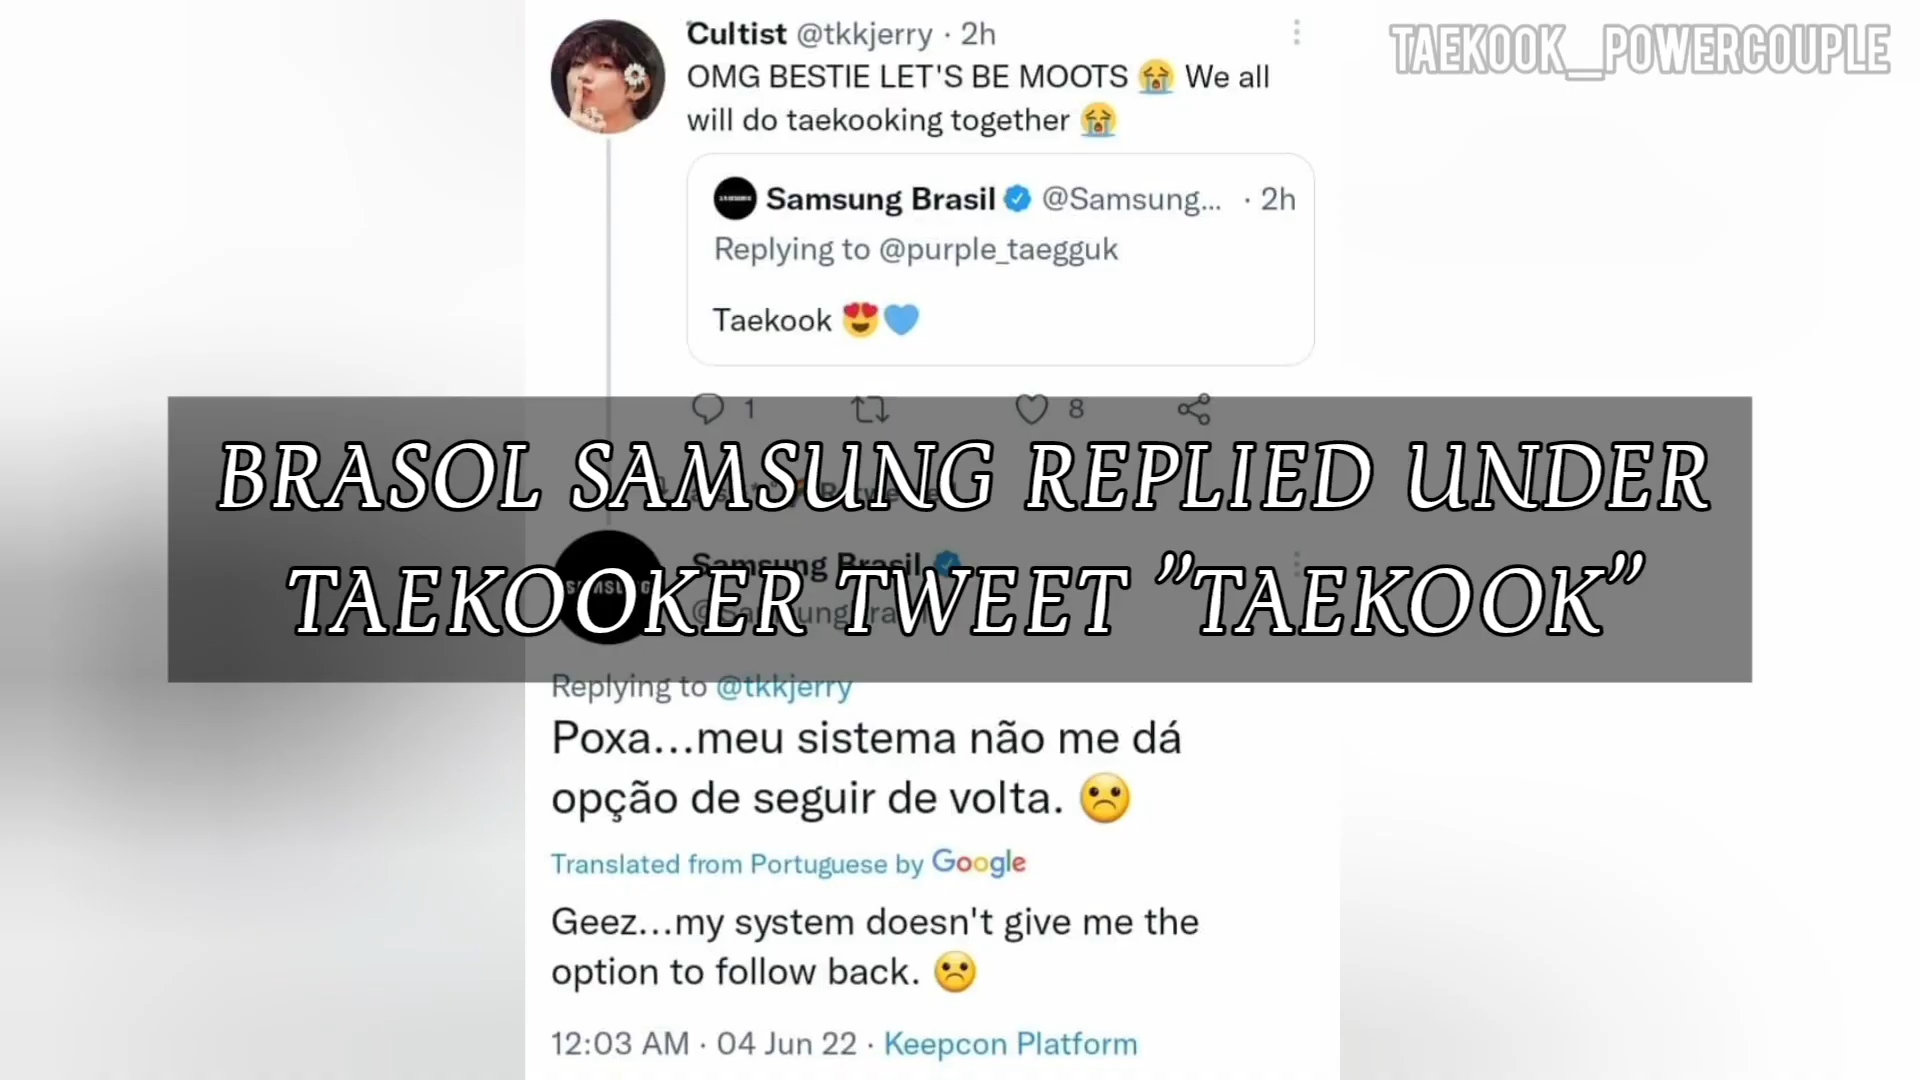 Cultist @tkkjerry · 2h
TAEKOOK_POWERCOUPLE
OMG BESTIE LET'S BE MOOTS 😭 We all
will do taekooking together 😭
Samsung Brasil @Samsung... · 2h
Replying to @purple_taegguk
Taekook 😍💙
1 8
BRASOL SAMSUNG REPLIED UNDER
TAEKOOKER TWEET "TAEKOOK"
Samsung Brasil
Replying to @tkkjerry
Poxa...meu sistema não me dá
opção de seguir de volta. 🙁
Translated from Portuguese by Google
Geez...my system doesn't give me the
option to follow back. 🙁
12:03 AM · 04 Jun 22 · Keepcon Platform